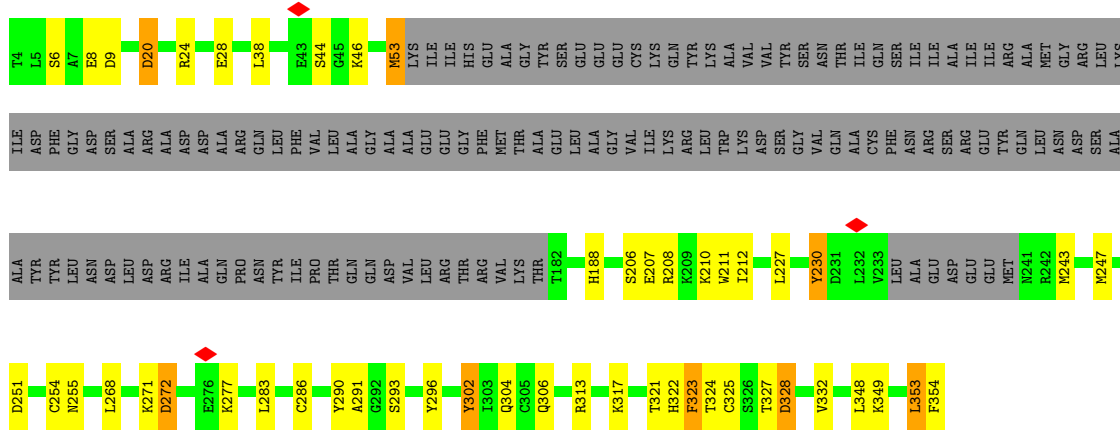 T4 L5 S6 A7 E8 D9 D20 R24 E28 L38 E43 S44 G45 K46 M53 LYS ILE ILE HIS GLU ALA GLY TYR SER GLU GLU GLU CYS LYS GLN TYR LYS ALA VAL VAL TYR SER ASN THR ILE GLN SER ILE ILE ALA ILE ILE ARG ALA MET GLY ARG LEU LYS
ILE ASP PHE GLY ASP SER ALA ARG ALA ASP ASP ALA ARG GLN LEU PHE VAL LEU ALA GLY ALA ALA GLU GLU GLY PHE MET THR ALA GLU LEU ALA GLY VAL ILE LYS ARG LEU TRP LYS ASP SER GLY VAL GLN ALA CYS PHE ASN ARG SER ARG GLU TYR GLN LEU ASN ASP SER ALA
ALA TYR TYR LEU ASN ASP LEU ASP ARG ILE ALA GLN PRO ASN TYR ILE PRO THR GLN GLN ASP VAL LEU ARG THR ARG VAL LYS THR T182 H188 S206 E207 R208 K209 K210 W211 I212 L227 Y230 D231 L232 V233 LEU ALA GLU ASP GLU GLU MET N241 R242 M243 M247
D251 C254 N255 L268 K271 D272 E276 K277 L283 C286 Y290 A291 G292 S293 Y296 Y302 I303 Q304 C305 Q306 R313 K317 T321 H322 F323 T324 C325 S326 T327 D328 V332 L348 K349 L353 F354